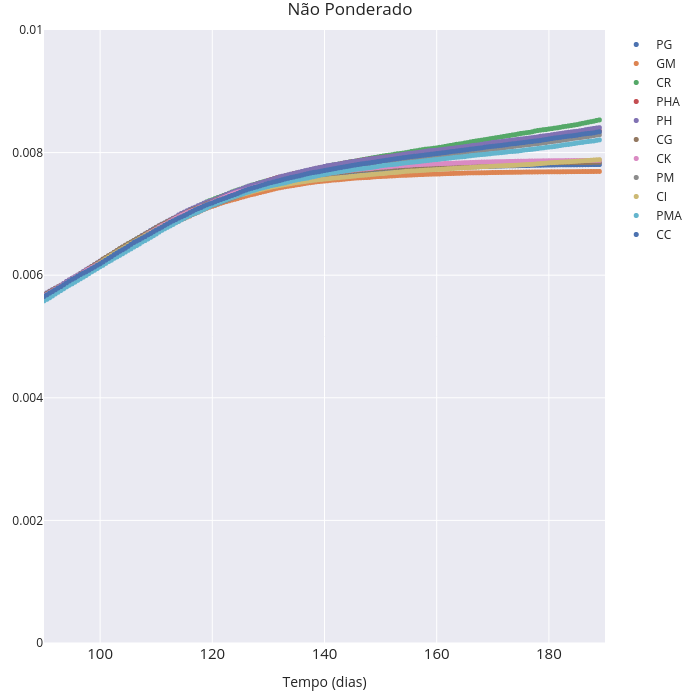 Não Ponderado
0.01
0.008
0.006
0.004
0.002
0
100
120
140
160
180
Tempo (dias)
PG
GM
CR
PHA
PH
CG
CK
PM
CI
PMA
CC